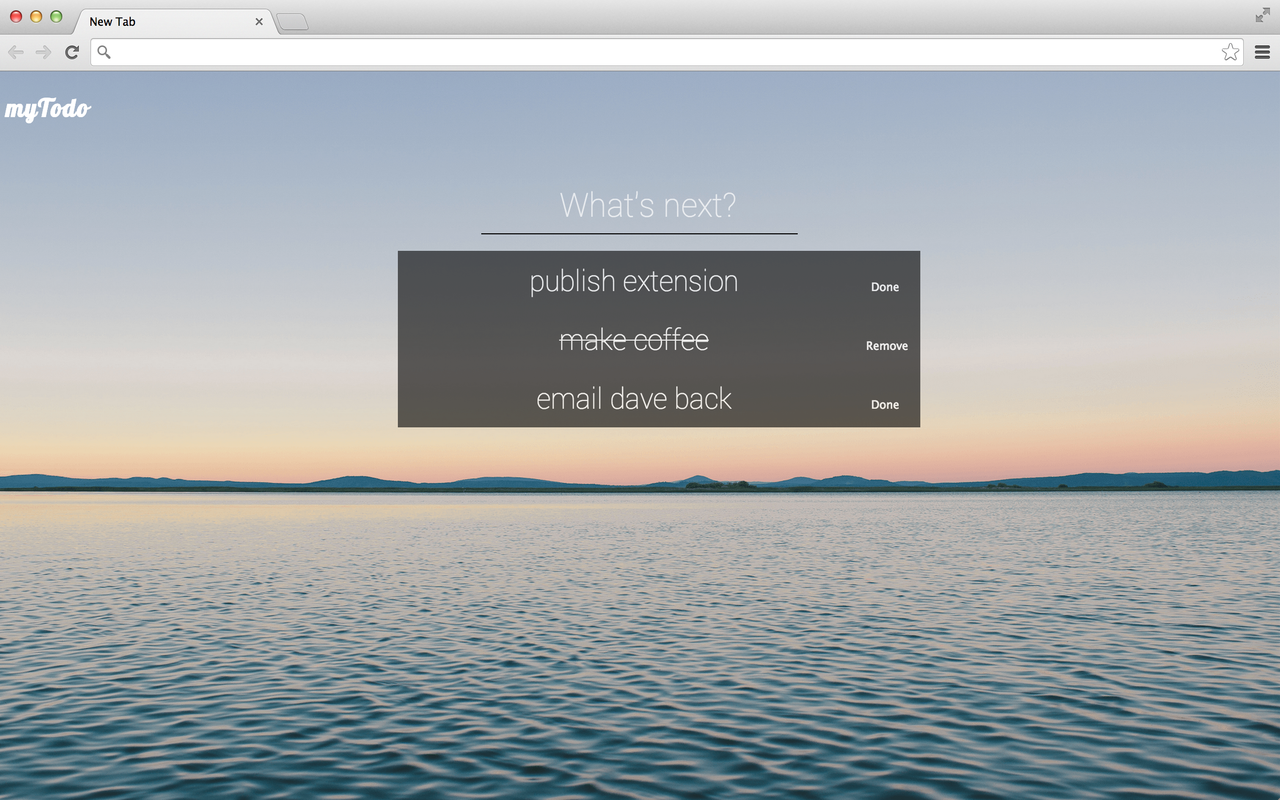 New Tab
myTodo
What's next?
publish extension
Done
make coffee
Remove
email dave back
Done